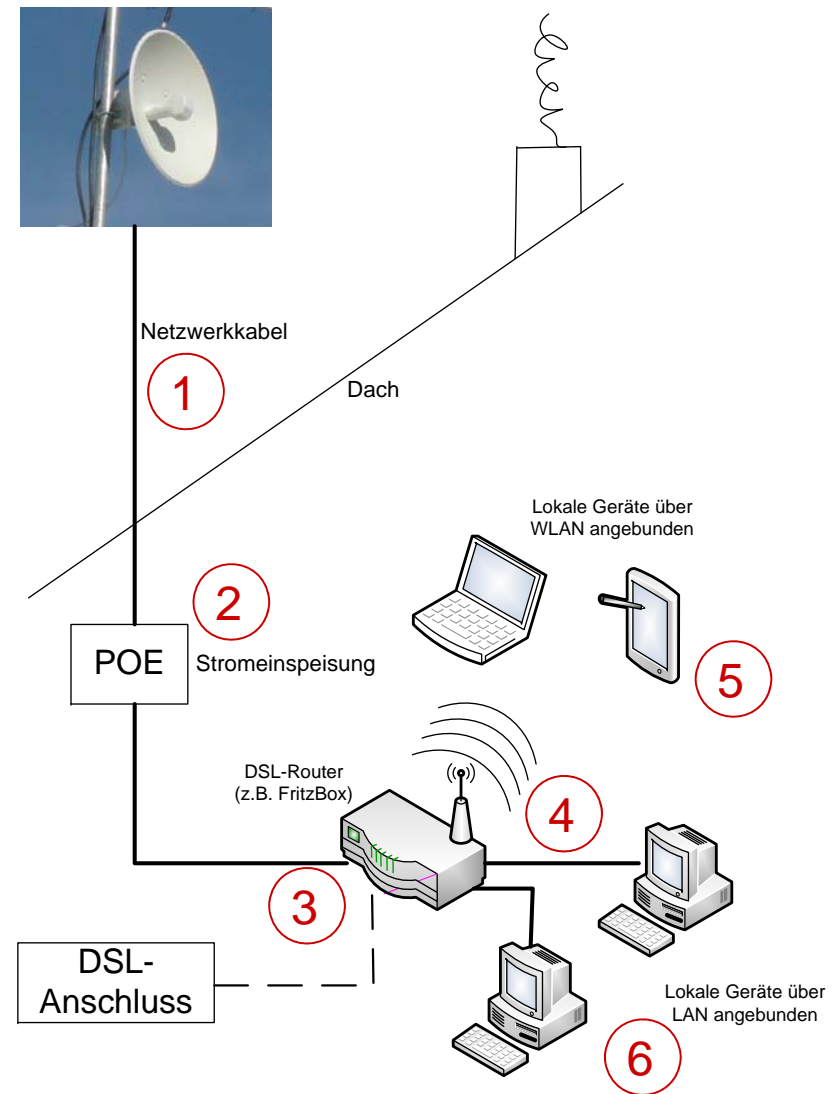 Netzwerkkabel
1
Dach
Lokale Geräte über
WLAN angebunden
2
POE
Stromeinspeisung
5
DSL-Router
(z.B. FritzBox)
4
3
DSL-
Anschluss
Lokale Geräte über
LAN angebunden
6